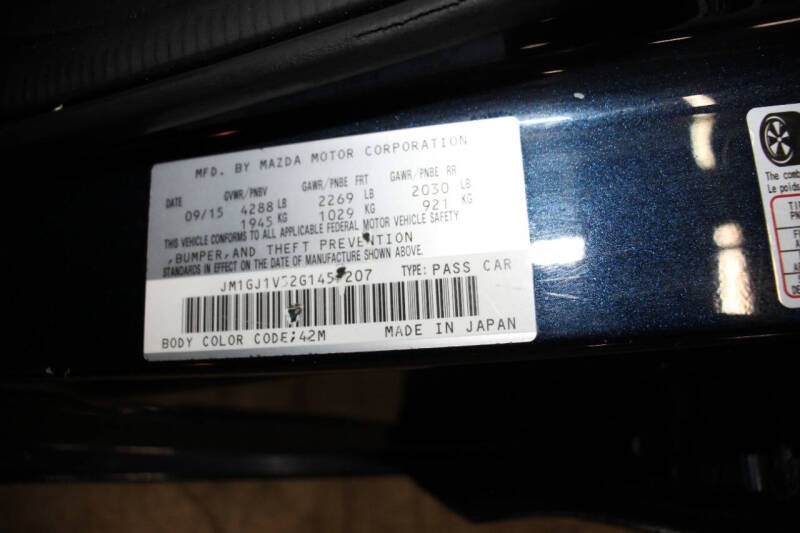 MFD. BY MAZDA MOTOR CORPORATION
DATE GVWR/PNBV GAWR/PNBE FRT GAWR/PNBE RR
09/15 4288 LB 2269 LB 2030 LB
1945 KG 1029 KG 921 KG
THIS VEHICLE CONFORMS TO ALL APPLICABLE FEDERAL MOTOR VEHICLE SAFETY
BUMPER, AND THEFT PREVENTION
STANDARDS IN EFFECT ON THE DATE OF MANUFACTURE SHOWN ABOVE.
TYPE: PASS CAR
BODY COLOR CODE: 42M MADE IN JAPAN
The
Le poids